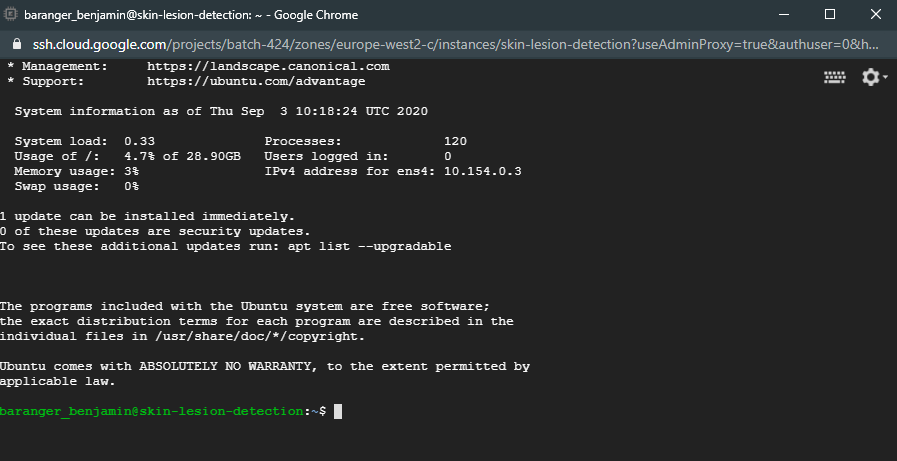 baranger_benjamin@skin-lesion-detection: ~ - Google Chrome
ssh.cloud.google.com/projects/batch-424/zones/europe-west2-c/instances/skin-lesion-detection?useAdminProxy=true&authuser=0&h...
* Management:     https://landscape.canonical.com
* Support:        https://ubuntu.com/advantage
System information as of Thu Sep  3 10:18:24 UTC 2020
System load:  0.33               Processes:             120
Usage of /:   4.7% of 28.90GB   Users logged in:       0
Memory usage: 3%                 IPv4 address for ens4: 10.154.0.3
Swap usage:   0%
1 update can be installed immediately.
0 of these updates are security updates.
To see these additional updates run: apt list --upgradable
The programs included with the Ubuntu system are free software;
the exact distribution terms for each program are described in the
individual files in /usr/share/doc/*/copyright.
Ubuntu comes with ABSOLUTELY NO WARRANTY, to the extent permitted by
applicable law.
baranger_benjamin@skin-lesion-detection:~$